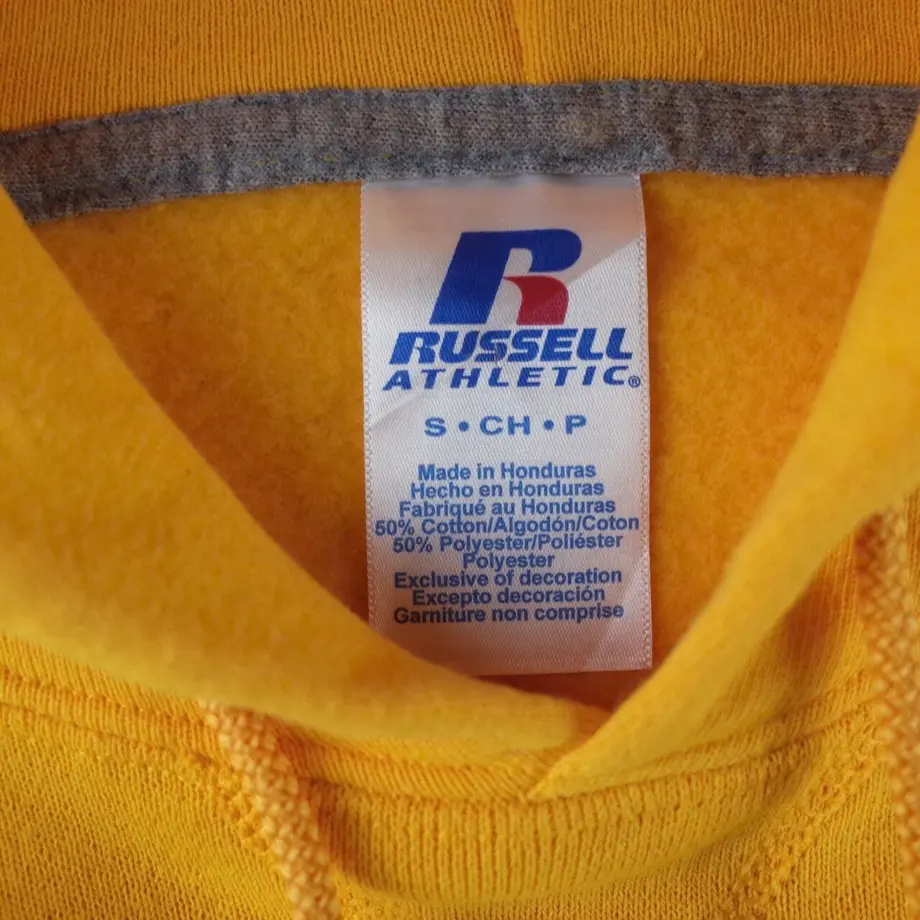 R
RUSSELL
ATHLETIC®
S • CH • P
Made in Honduras
Hecho en Honduras
Fabriqué au Honduras
50% Cotton/Algodón/Coton
50% Polyester/Poliéster
Polyester
Exclusive of decoration
Excepto decoración
Garniture non comprise